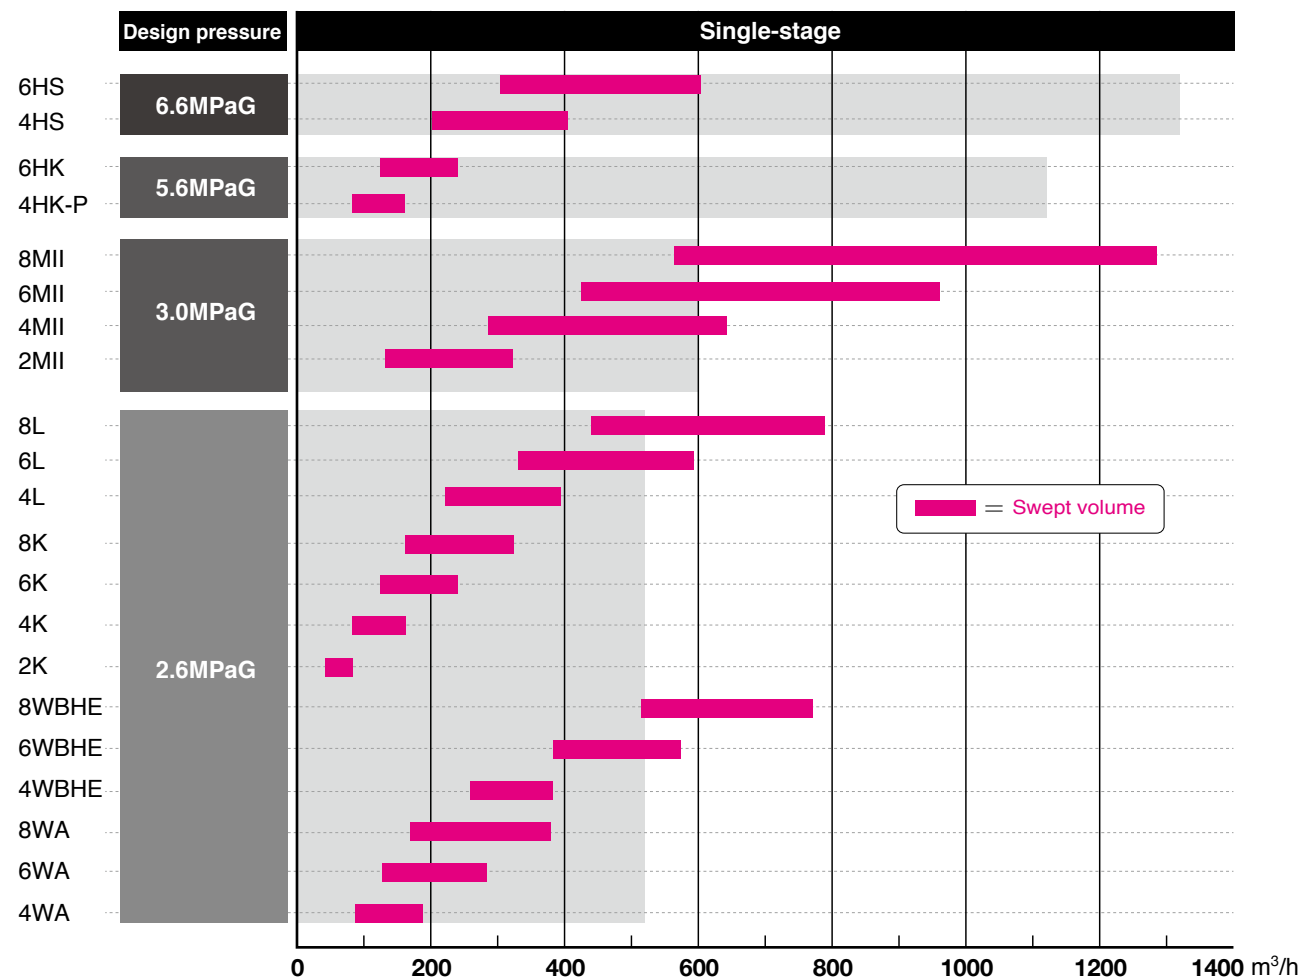 Design pressure Single-stage
6HS
4HS
6.6MPaG
6HK
4HK-P
5.6MPaG
8MII
6MII
4MII
2MII
3.0MPaG
8L
6L
4L
8K
6K
4K
2K
8WBHE
6WBHE
4WBHE
8WA
6WA
4WA
2.6MPaG
= Swept volume
0 200 400 600 800 1000 1200 1400 m³/h